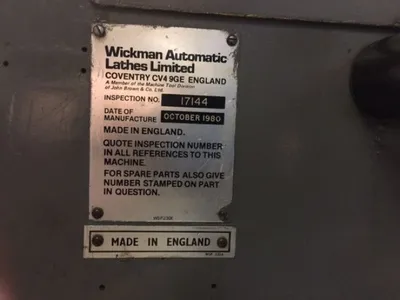 Wickman Automatic
Lathes Limited
COVENTRY CV4 9GE ENGLAND
A Member of the Machine Tool Division
of John Brown & Co. Ltd.
INSPECTION NO. 17144
DATE OF
MANUFACTURE OCTOBER 1980
MADE IN ENGLAND.
QUOTE INSPECTION NUMBER
IN ALL REFERENCES TO THIS
MACHINE.
FOR SPARE PARTS ALSO GIVE
NUMBER STAMPED ON PART
IN QUESTION.
MADE IN ENGLAND